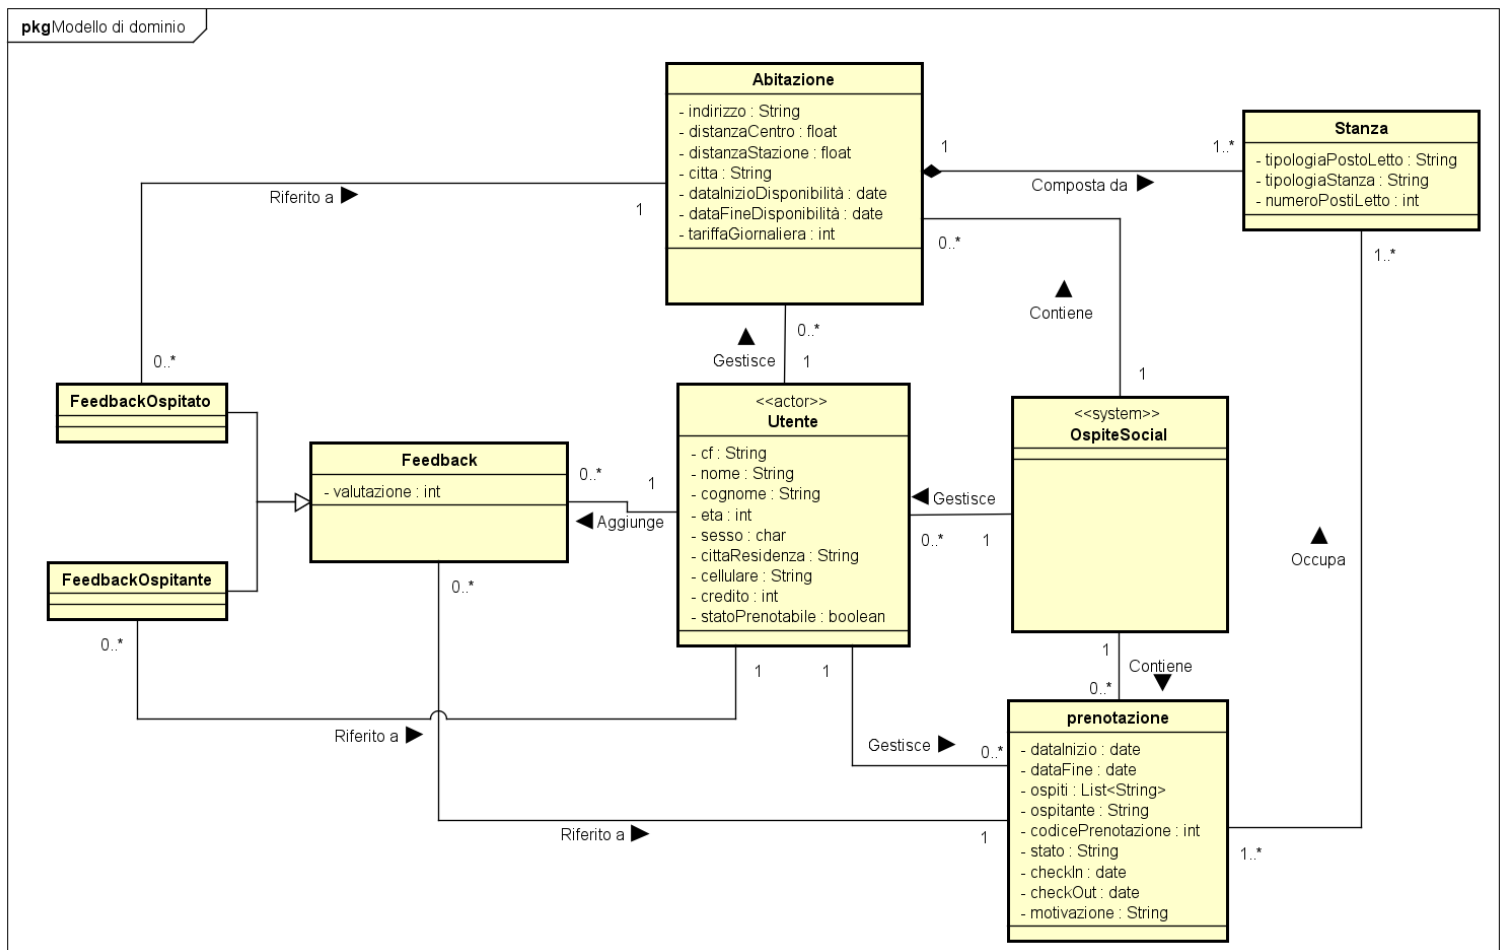 pkg Modello di dominio
Abitazione
- indirizzo : String
- distanzaCentro : float
- distanzaStazione : float
- citta : String
- dataInizioDisponibilità : date
- dataFineDisponibilità : date
- tariffaGiornaliera : int
Stanza
- tipologiaPostoLetto : String
- tipologiaStanza : String
- numeroPostiLetto : int
1
1..*
Composta da
Riferito a
1
0..*
0..*
Contiene
1
1..*
0..*
Gestisce
1
FeedbackOspitato
Feedback
- valutazione : int
FeedbackOspitante
<<actor>>
Utente
- cf : String
- nome : String
- cognome : String
- eta : int
- sesso : char
- cittaResidenza : String
- cellulare : String
- credito : int
- statoPrenotabile : boolean
<<system>>
OspiteSocial
0..*
1
Aggiunge
Gestisce
0..*
1
Occupa
0..*
0..*
1
1
1
Contiene
0..*
Riferito a
Gestisce
0..*
Riferito a
1
1..*
prenotazione
- dataInizio : date
- dataFine : date
- ospiti : List<String>
- ospitante : String
- codicePrenotazione : int
- stato : String
- checkIn : date
- checkOut : date
- motivazione : String